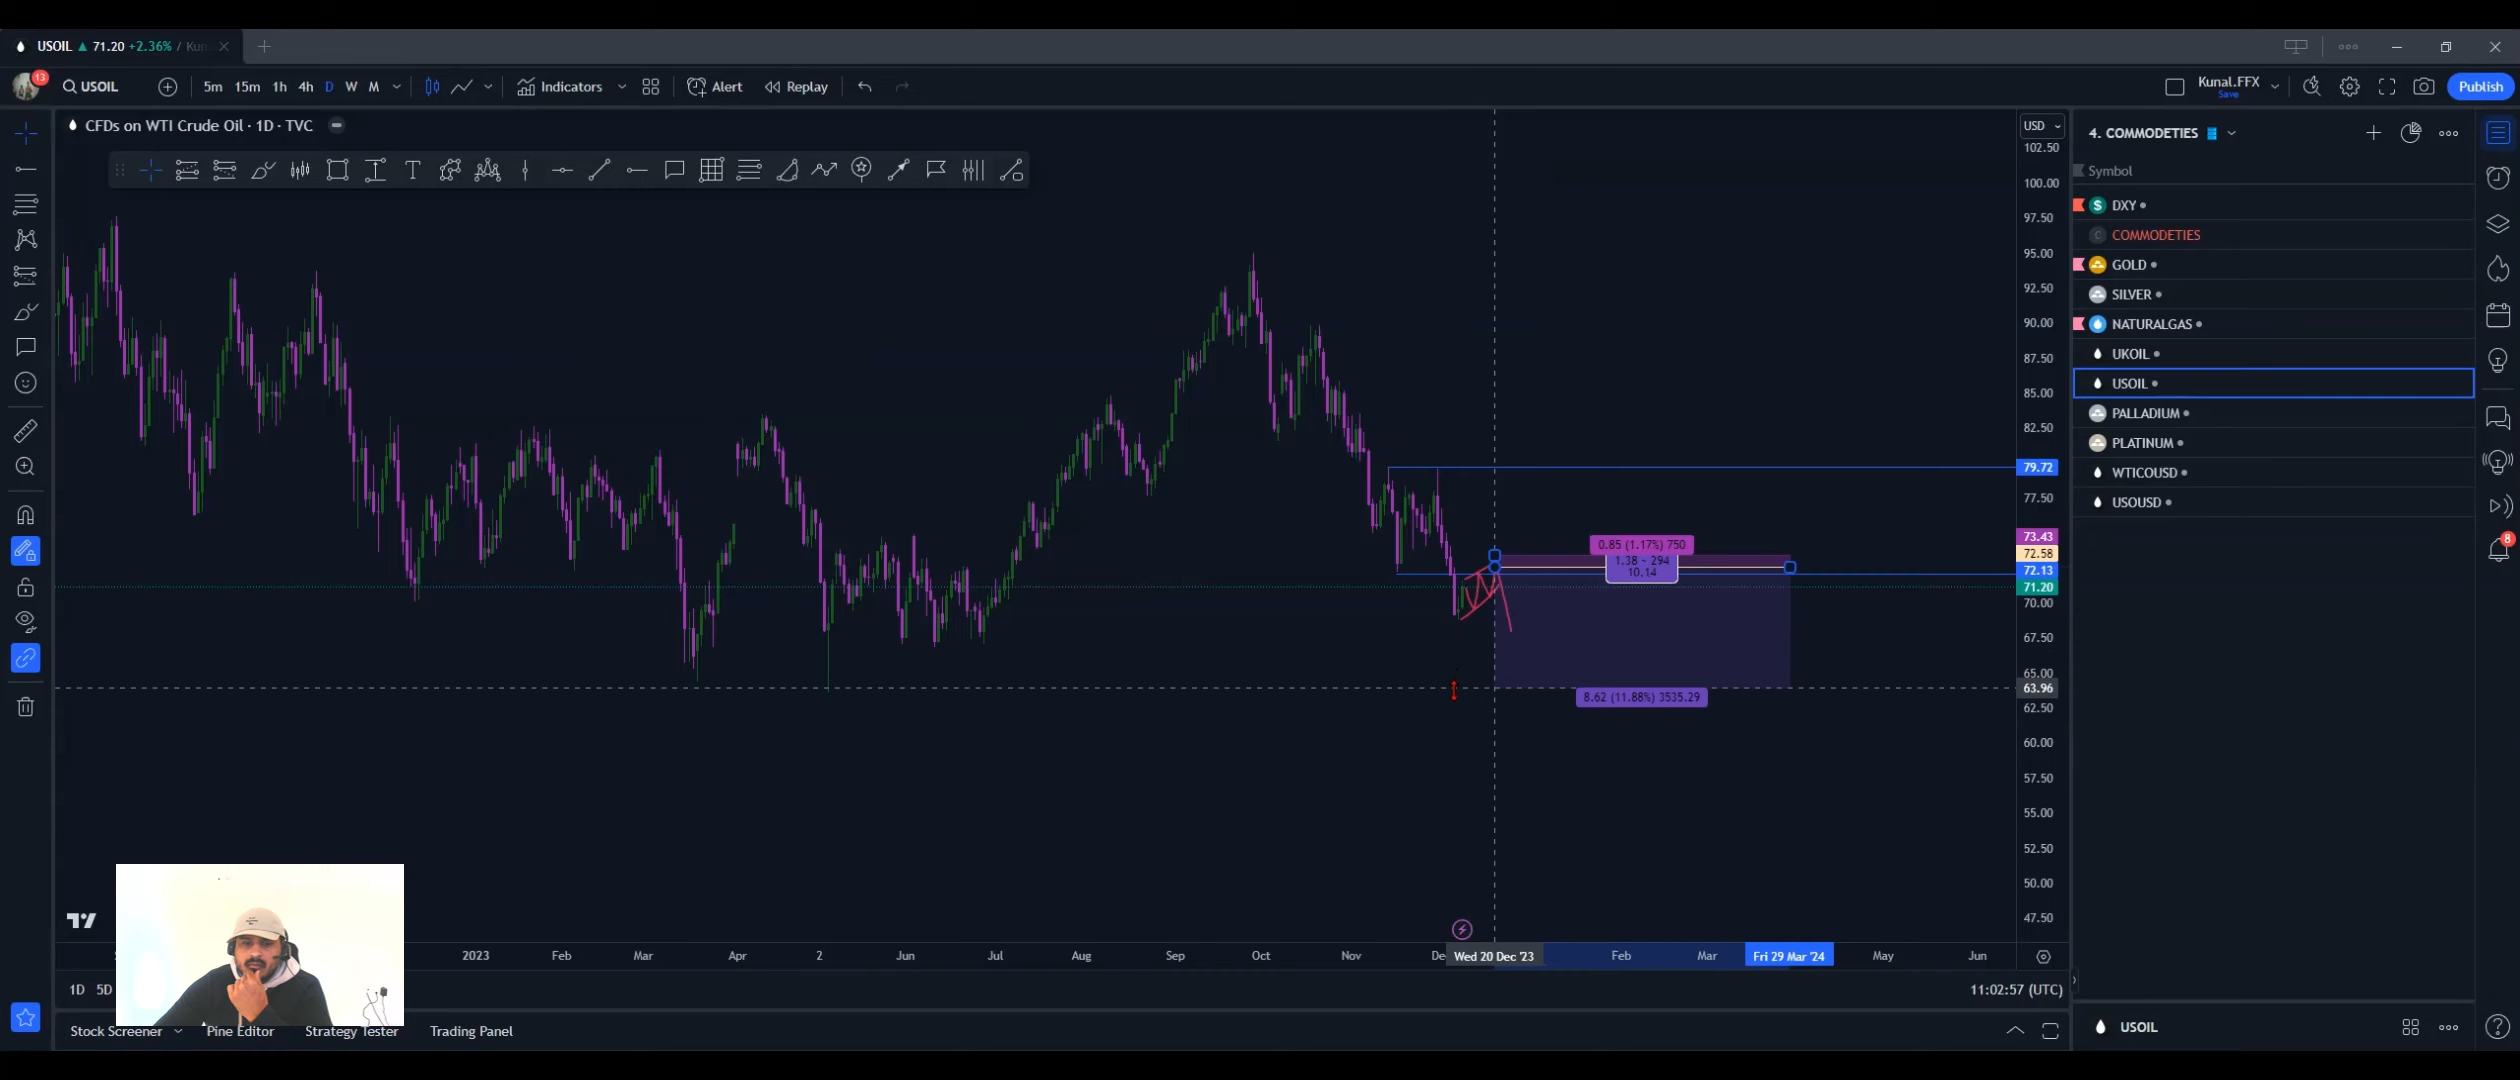 USOIL ▲ 71.20 +2.36% / Kun
13
USOIL 5m 15m 1h 4h D W M Indicators Alert Replay
Kunal.FFX
Save
Publish
CFDs on WTI Crude Oil · 1D · TVC
USD
102.50
100.00
97.50
95.00
92.50
90.00
87.50
85.00
82.50
79.72
77.50
73.43
72.58
72.13
71.20
70.00
67.50
65.00
63.96
62.50
60.00
57.50
55.00
52.50
50.00
47.50
0.85 (1.17%) 750
1.38 ~ 294
10.14
8.62 (11.88%) 3535.29
2023 Feb Mar Apr 2 Jun Jul Aug Sep Oct Nov De Wed 20 Dec '23 Feb Mar Fri 29 Mar '24 May Jun
1D 5D
11:02:57 (UTC)
Stock Screener Pine Editor Strategy Tester Trading Panel
4. COMMODETIES
Symbol
DXY
COMMODETIES
GOLD
SILVER
NATURALGAS
UKOIL
USOIL
PALLADIUM
PLATINUM
WTICOUSD
USOUSD
8
USOIL